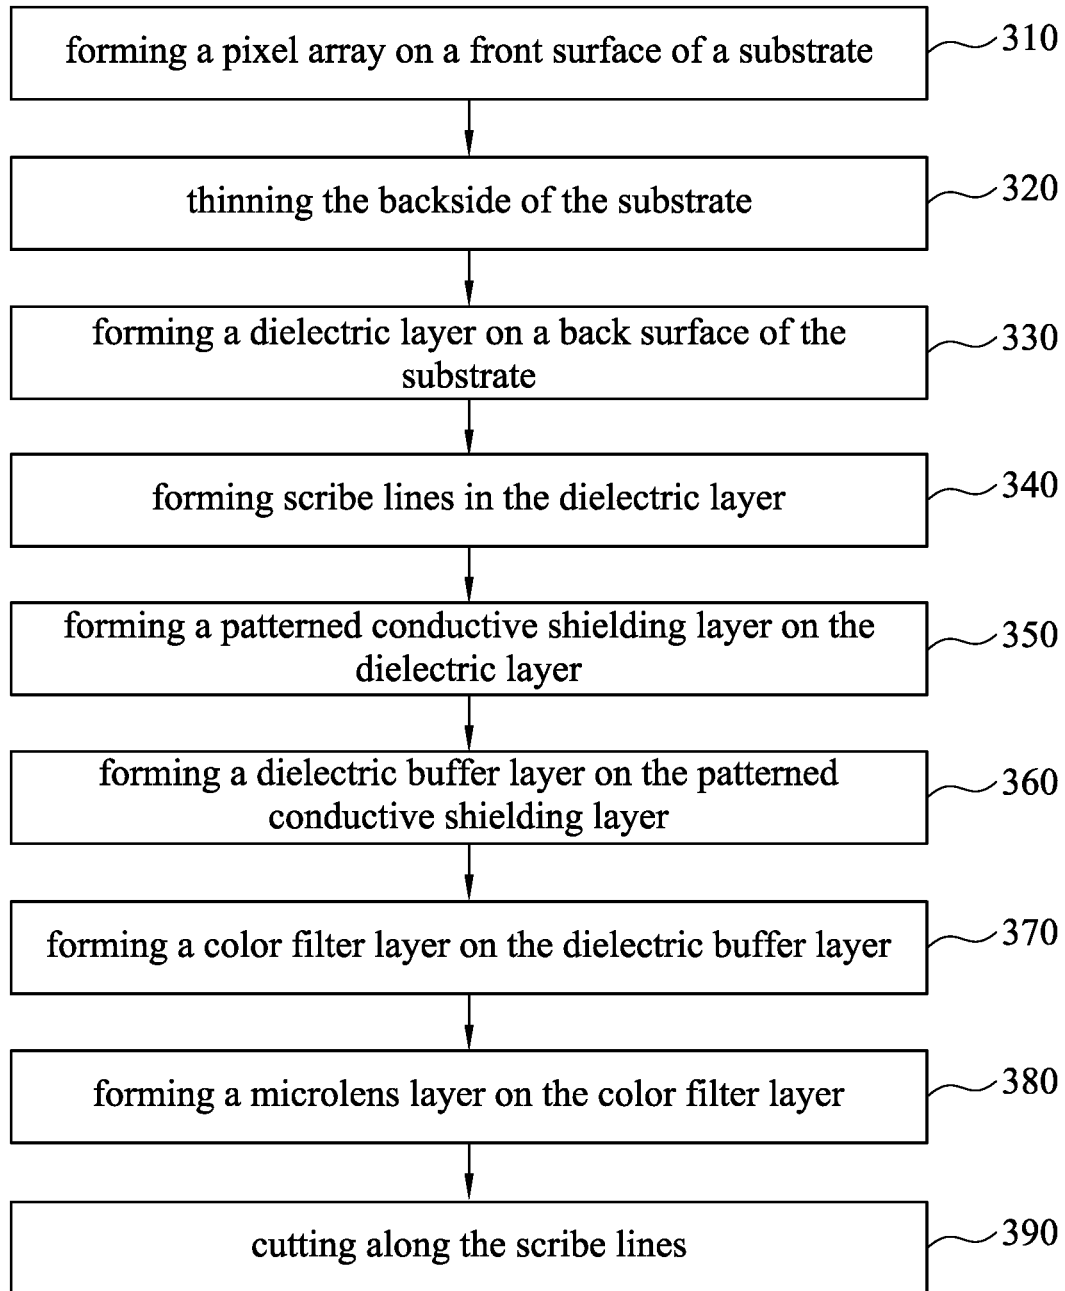 forming a pixel array on a front surface of a substrate
310
thinning the backside of the substrate
320
forming a dielectric layer on a back surface of the
substrate
330
forming scribe lines in the dielectric layer
340
forming a patterned conductive shielding layer on the
dielectric layer
350
forming a dielectric buffer layer on the patterned
conductive shielding layer
360
forming a color filter layer on the dielectric buffer layer
370
forming a microlens layer on the color filter layer
380
cutting along the scribe lines
390